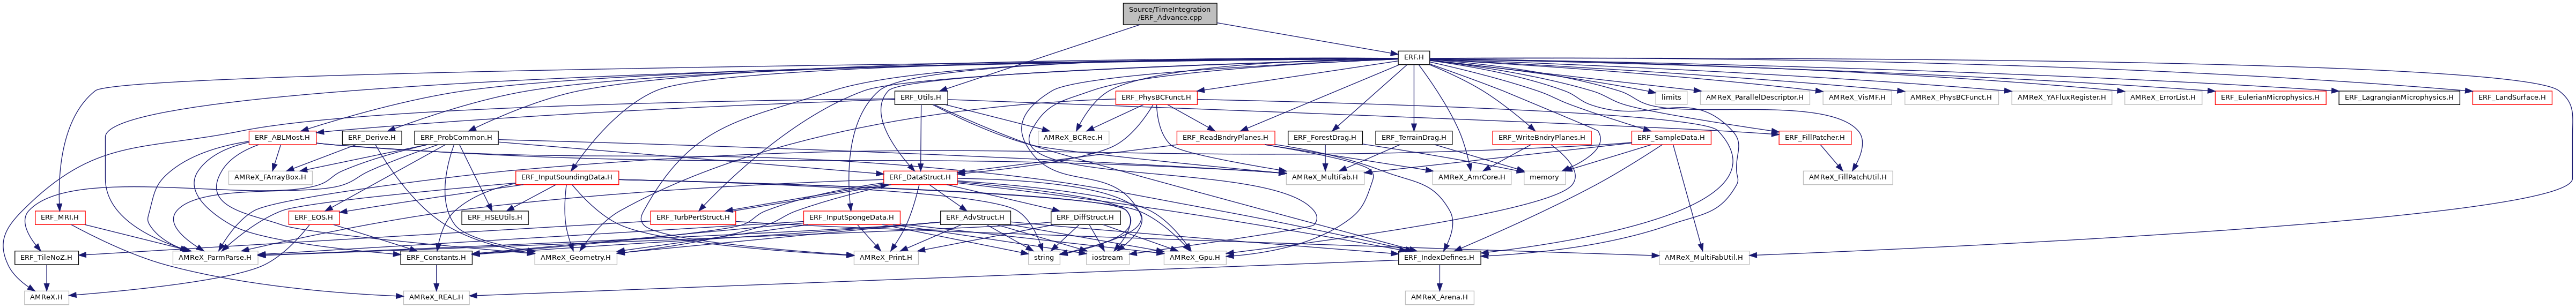 Source/TimeIntegration
/ERF_Advance.cpp
ERF.H
ERF_Utils.H
ERF_PhysBCFunct.H
limits
AMReX_ParallelDescriptor.H
AMReX_VisMF.H
AMReX_PhysBCFunct.H
AMReX_YAFluxRegister.H
AMReX_ErrorList.H
ERF_EulerianMicrophysics.H
ERF_LagrangianMicrophysics.H
ERF_LandSurface.H
ERF_ABLMost.H
ERF_Derive.H
ERF_ProbCommon.H
AMReX_BCRec.H
ERF_ReadBndryPlanes.H
ERF_ForestDrag.H
ERF_TerrainDrag.H
ERF_WriteBndryPlanes.H
ERF_SampleData.H
ERF_FillPatcher.H
AMReX_FArrayBox.H
ERF_InputSoundingData.H
ERF_DataStruct.H
AMReX_MultiFab.H
AMReX_AmrCore.H
memory
AMReX_FillPatchUtil.H
ERF_MRI.H
ERF_EOS.H
ERF_HSEUtils.H
ERF_TurbPertStruct.H
ERF_InputSpongeData.H
ERF_AdvStruct.H
ERF_DiffStruct.H
ERF_TileNoZ.H
AMReX_ParmParse.H
ERF_Constants.H
AMReX_Geometry.H
AMReX_Print.H
string
iostream
AMReX_Gpu.H
ERF_IndexDefines.H
AMReX_MultiFabUtil.H
AMReX.H
AMReX_REAL.H
AMReX_Arena.H